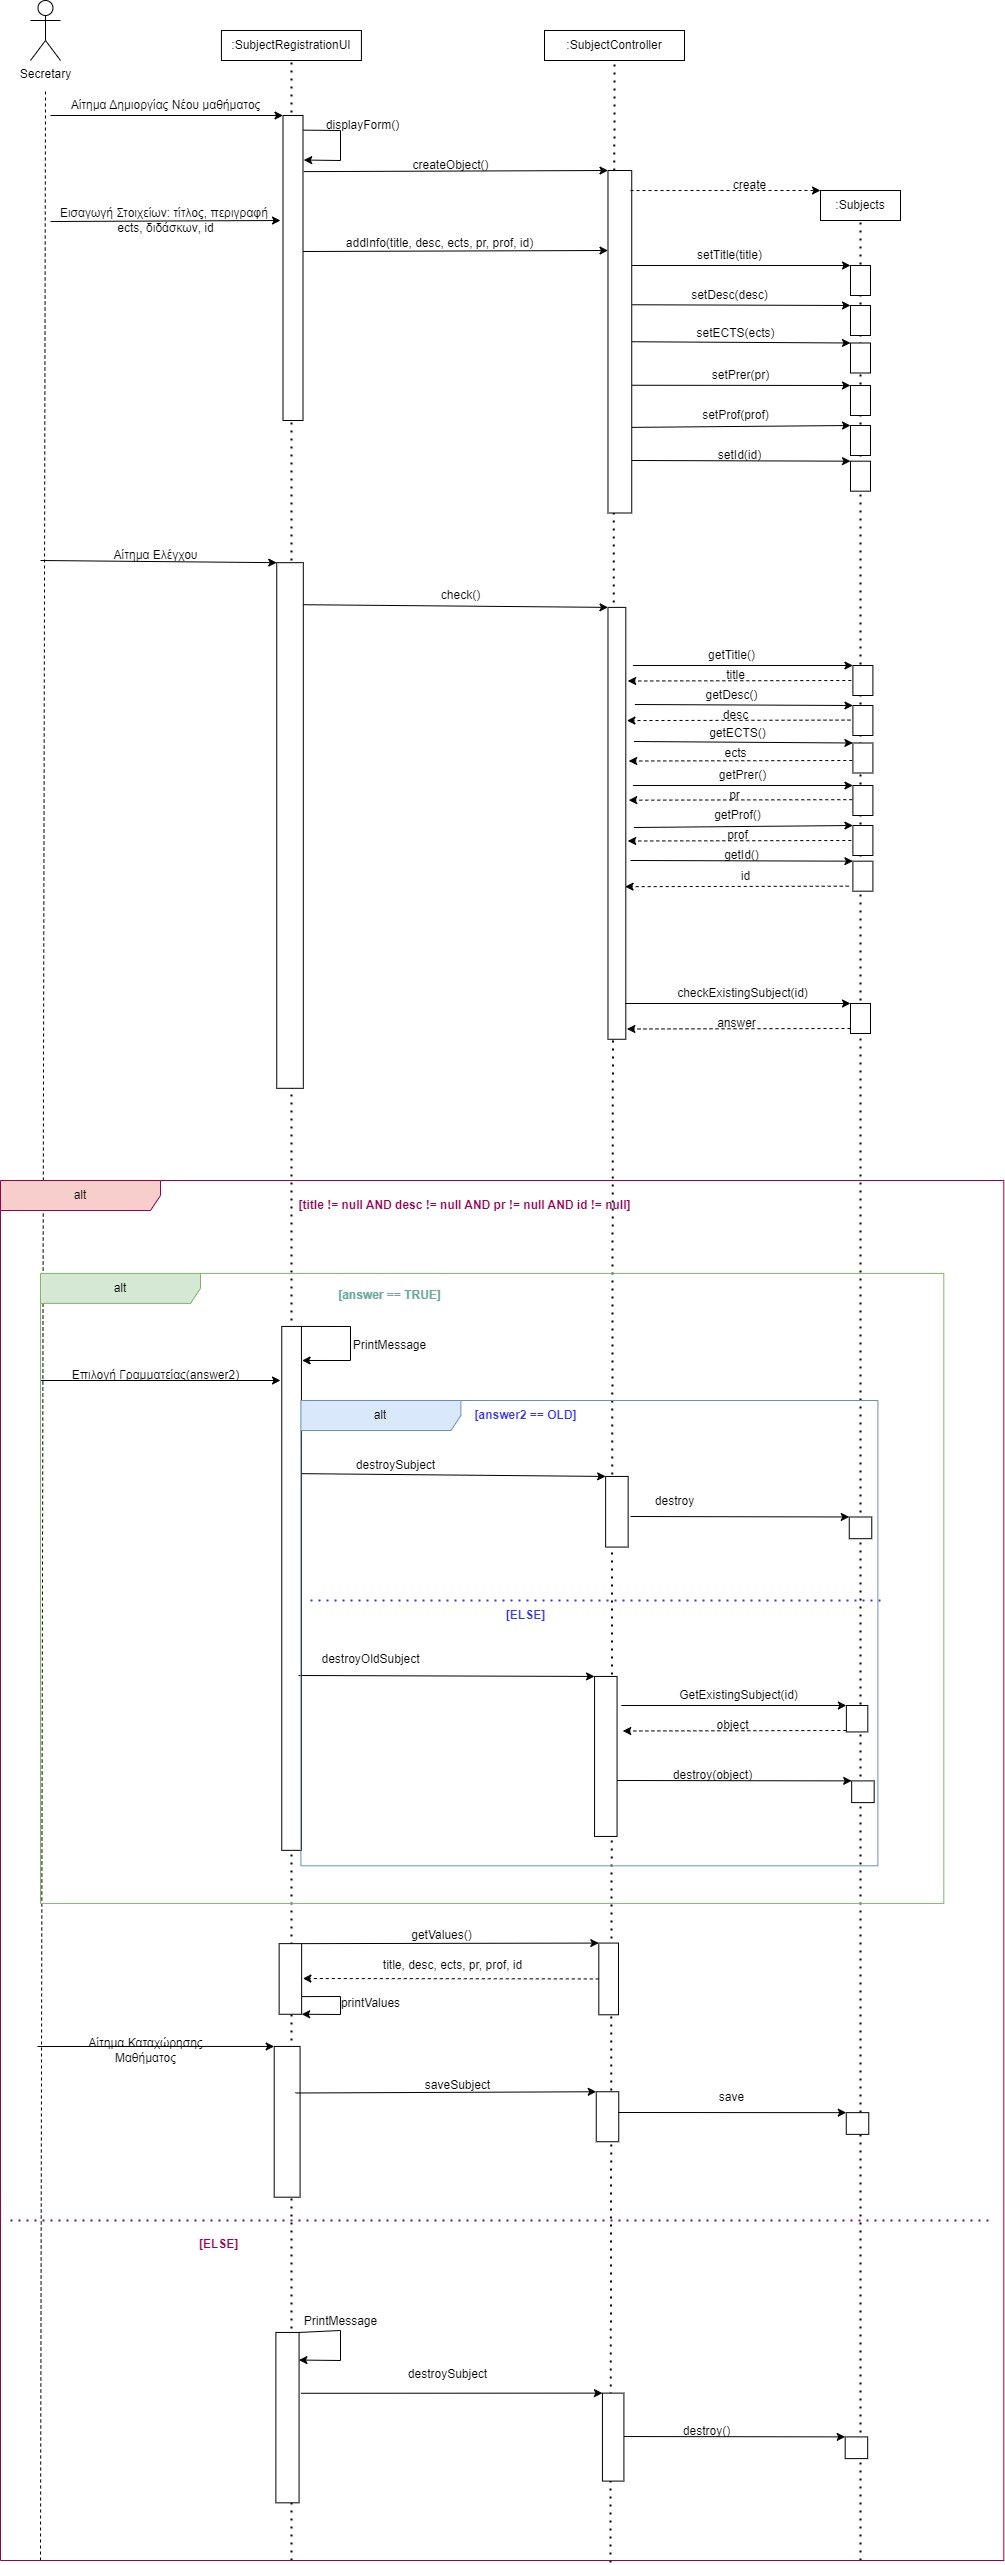 Secretary
:SubjectRegistrationUI
:SubjectController
Αίτημα Δημιοργίας Νέου μαθήματος
displayForm()
createObject()
create
:Subjects
Εισαγωγή Στοιχείων: τίτλος, περιγραφή
ects, διδάσκων, id
addInfo(title, desc, ects, pr, prof, id)
setTitle(title)
setDesc(desc)
setECTS(ects)
setPrer(pr)
setProf(prof)
setId(id)
Αίτημα Ελέγχου
check()
getTitle()
title
getDesc()
desc
getECTS()
ects
getPrer()
pr
getProf()
prof
getId()
id
checkExistingSubject(id)
answer
alt
[title != null AND desc != null AND pr != null AND id != null]
alt
[answer == TRUE]
PrintMessage
Επιλογή Γραμματείας(answer2)
alt
[answer2 == OLD]
destroySubject
destroy
[ELSE]
destroyOldSubject
GetExistingSubject(id)
object
destroy(object)
getValues()
title, desc, ects, pr, prof, id
printValues
Αίτημα Καταχώρησης
Μαθήματος
saveSubject
save
[ELSE]
PrintMessage
destroySubject
destroy()